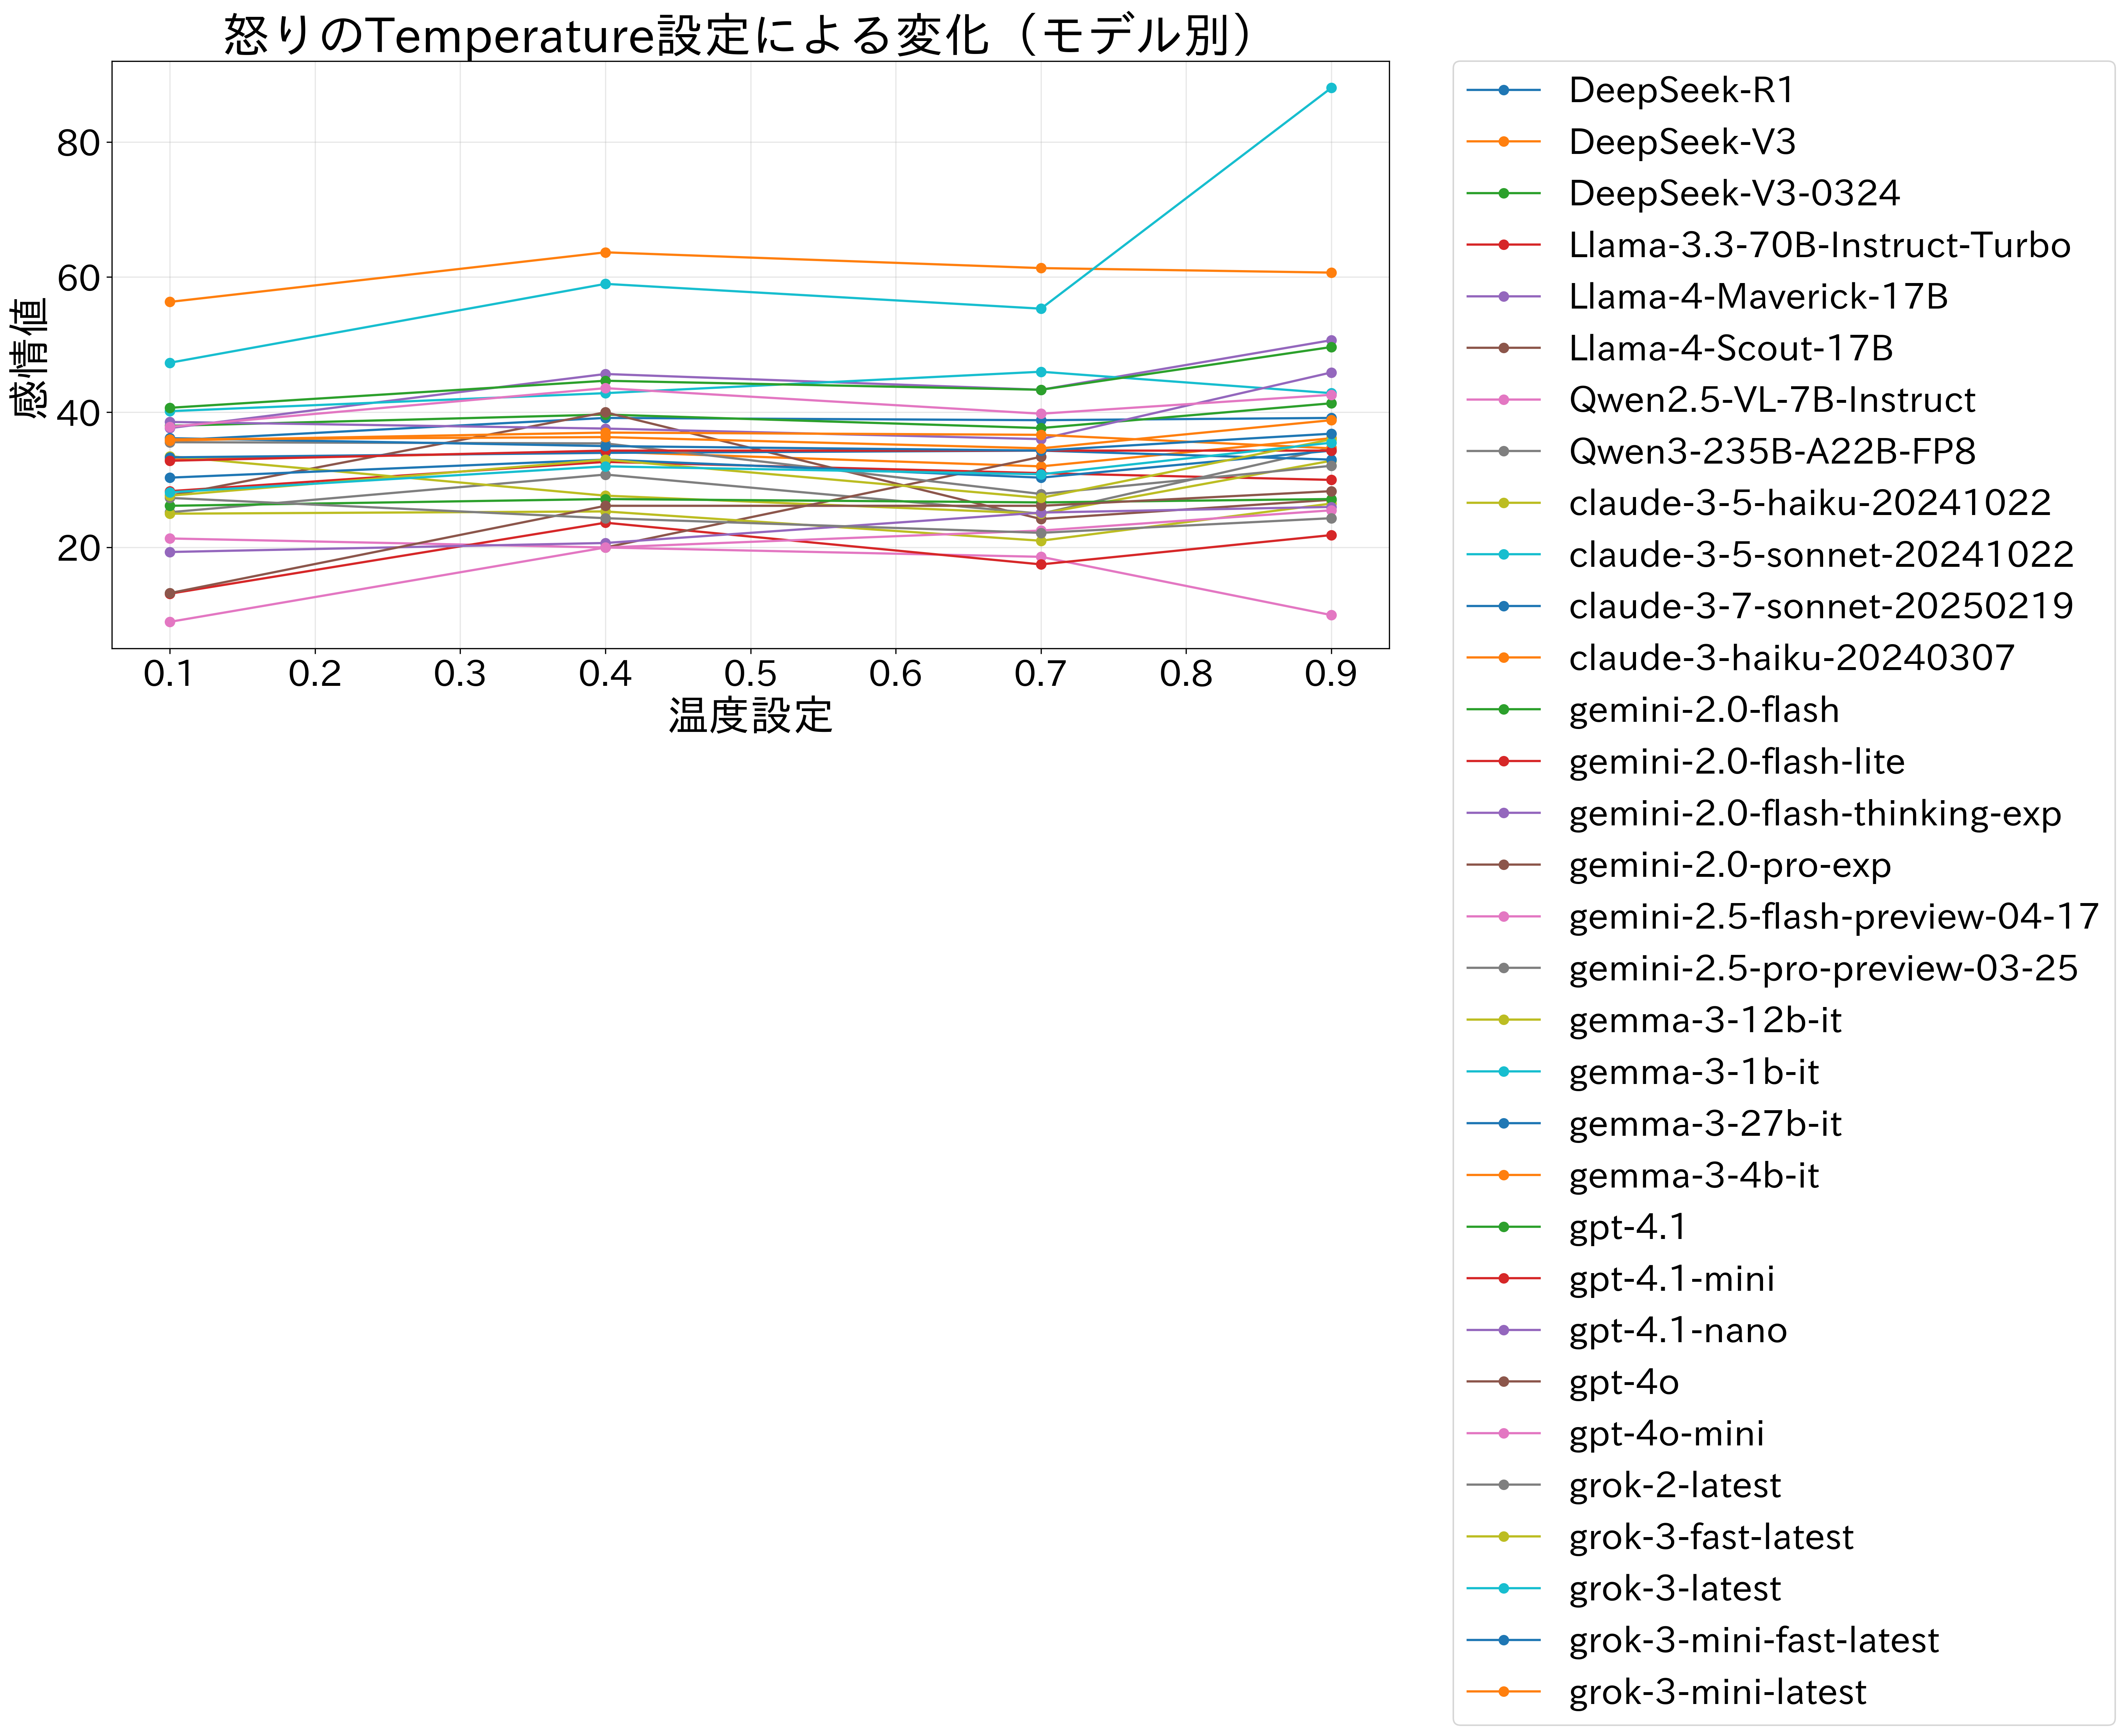 怒りのTemperature設定による変化（モデル別）
感情値
80
60
40
20
0.1 0.2 0.3 0.4 0.5 0.6 0.7 0.8 0.9
温度設定
DeepSeek-R1
DeepSeek-V3
DeepSeek-V3-0324
Llama-3.3-70B-Instruct-Turbo
Llama-4-Maverick-17B
Llama-4-Scout-17B
Qwen2.5-VL-7B-Instruct
Qwen3-235B-A22B-FP8
claude-3-5-haiku-20241022
claude-3-5-sonnet-20241022
claude-3-7-sonnet-20250219
claude-3-haiku-20240307
gemini-2.0-flash
gemini-2.0-flash-lite
gemini-2.0-flash-thinking-exp
gemini-2.0-pro-exp
gemini-2.5-flash-preview-04-17
gemini-2.5-pro-preview-03-25
gemma-3-12b-it
gemma-3-1b-it
gemma-3-27b-it
gemma-3-4b-it
gpt-4.1
gpt-4.1-mini
gpt-4.1-nano
gpt-4o
gpt-4o-mini
grok-2-latest
grok-3-fast-latest
grok-3-latest
grok-3-mini-fast-latest
grok-3-mini-latest